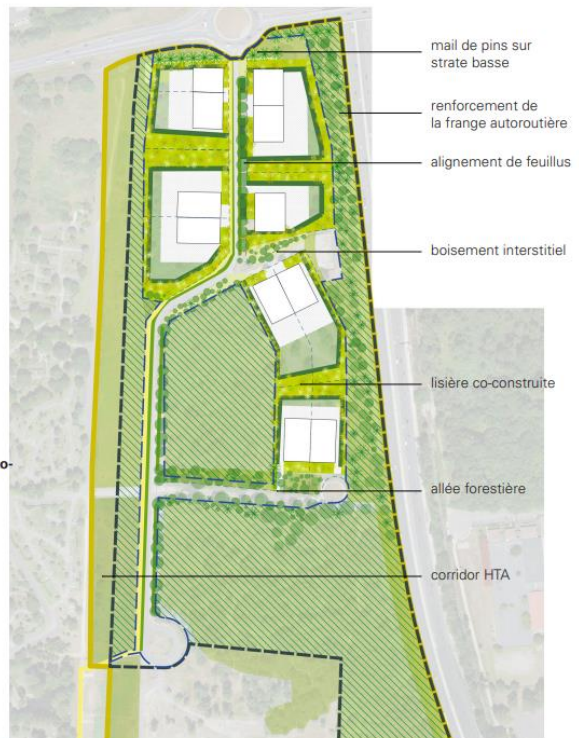 mail de pins sur
strate basse
renforcement de
la frange autoroutière
alignement de feuillus
boisement interstitiel
lisière co-construite
o-
allée forestière
corridor HTA